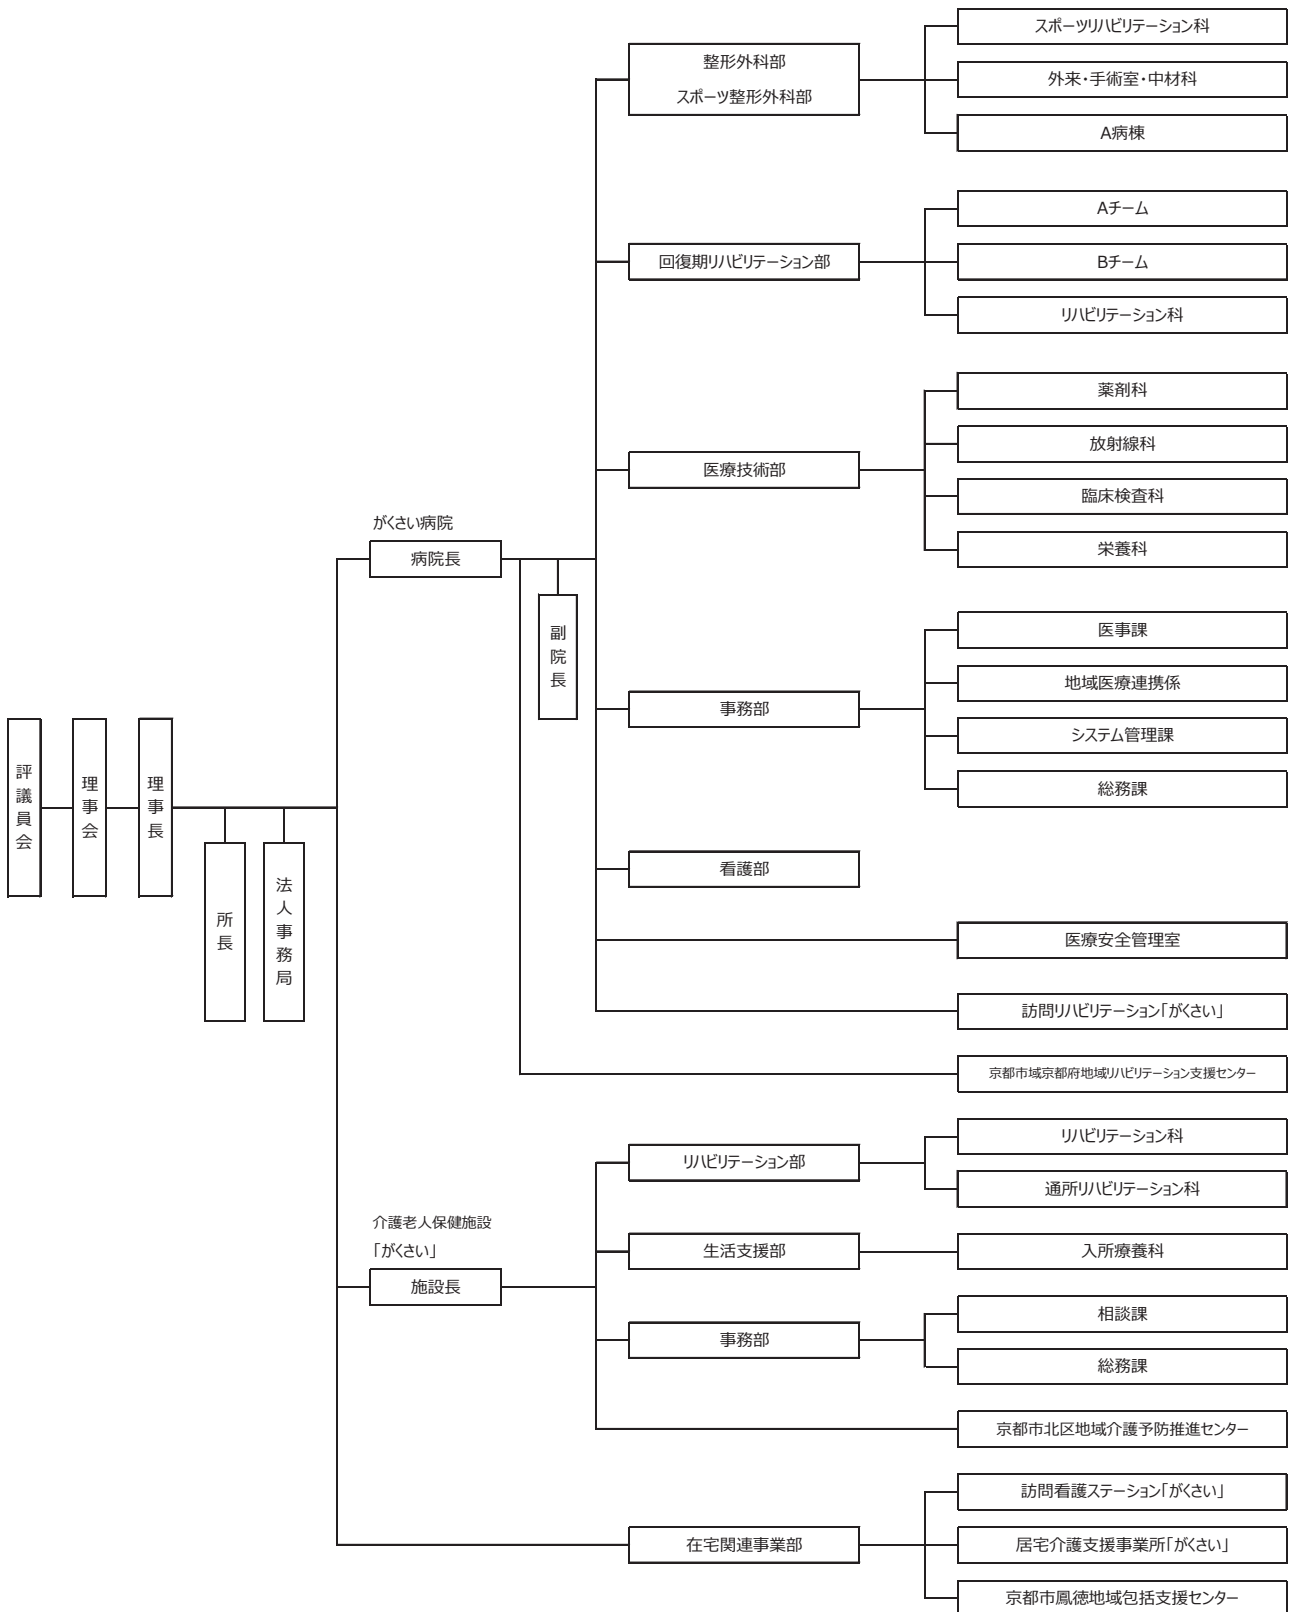 評議員会
理事会
理事長
所長
法人事務局
がくさい病院
病院長
副院長
整形外科部
スポーツ整形外科部
スポーツリハビリテーション科
外来・手術室・中材科
A病棟
回復期リハビリテーション部
Aチーム
Bチーム
リハビリテーション科
医療技術部
薬剤科
放射線科
臨床検査科
栄養科
事務部
医事課
地域医療連携係
システム管理課
総務課
看護部
医療安全管理室
訪問リハビリテーション「がくさい」
京都市域京都府地域リハビリテーション支援センター
介護老人保健施設
「がくさい」
施設長
リハビリテーション部
リハビリテーション科
通所リハビリテーション科
生活支援部
入所療養科
事務部
相談課
総務課
京都市北区地域介護予防推進センター
在宅関連事業部
訪問看護ステーション「がくさい」
居宅介護支援事業所「がくさい」
京都市鳳徳地域包括支援センター